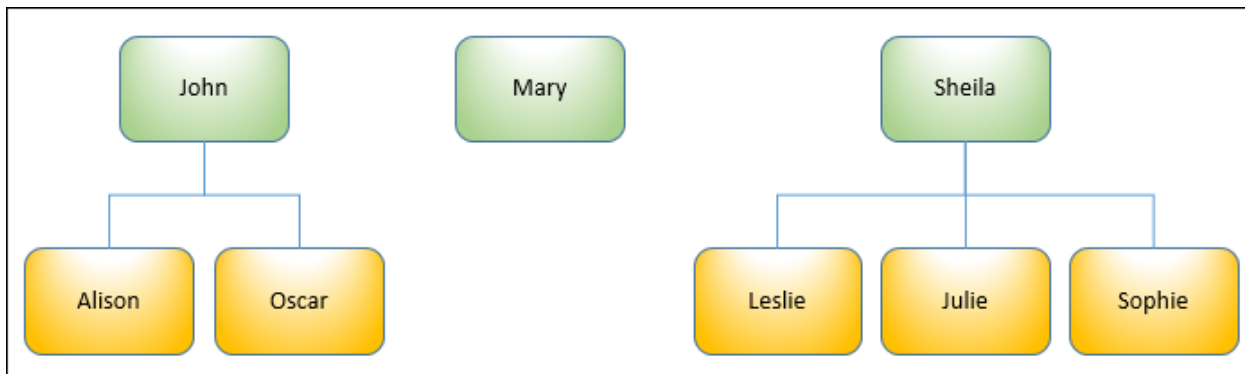 John
Mary
Sheila
Alison
Oscar
Leslie
Julie
Sophie